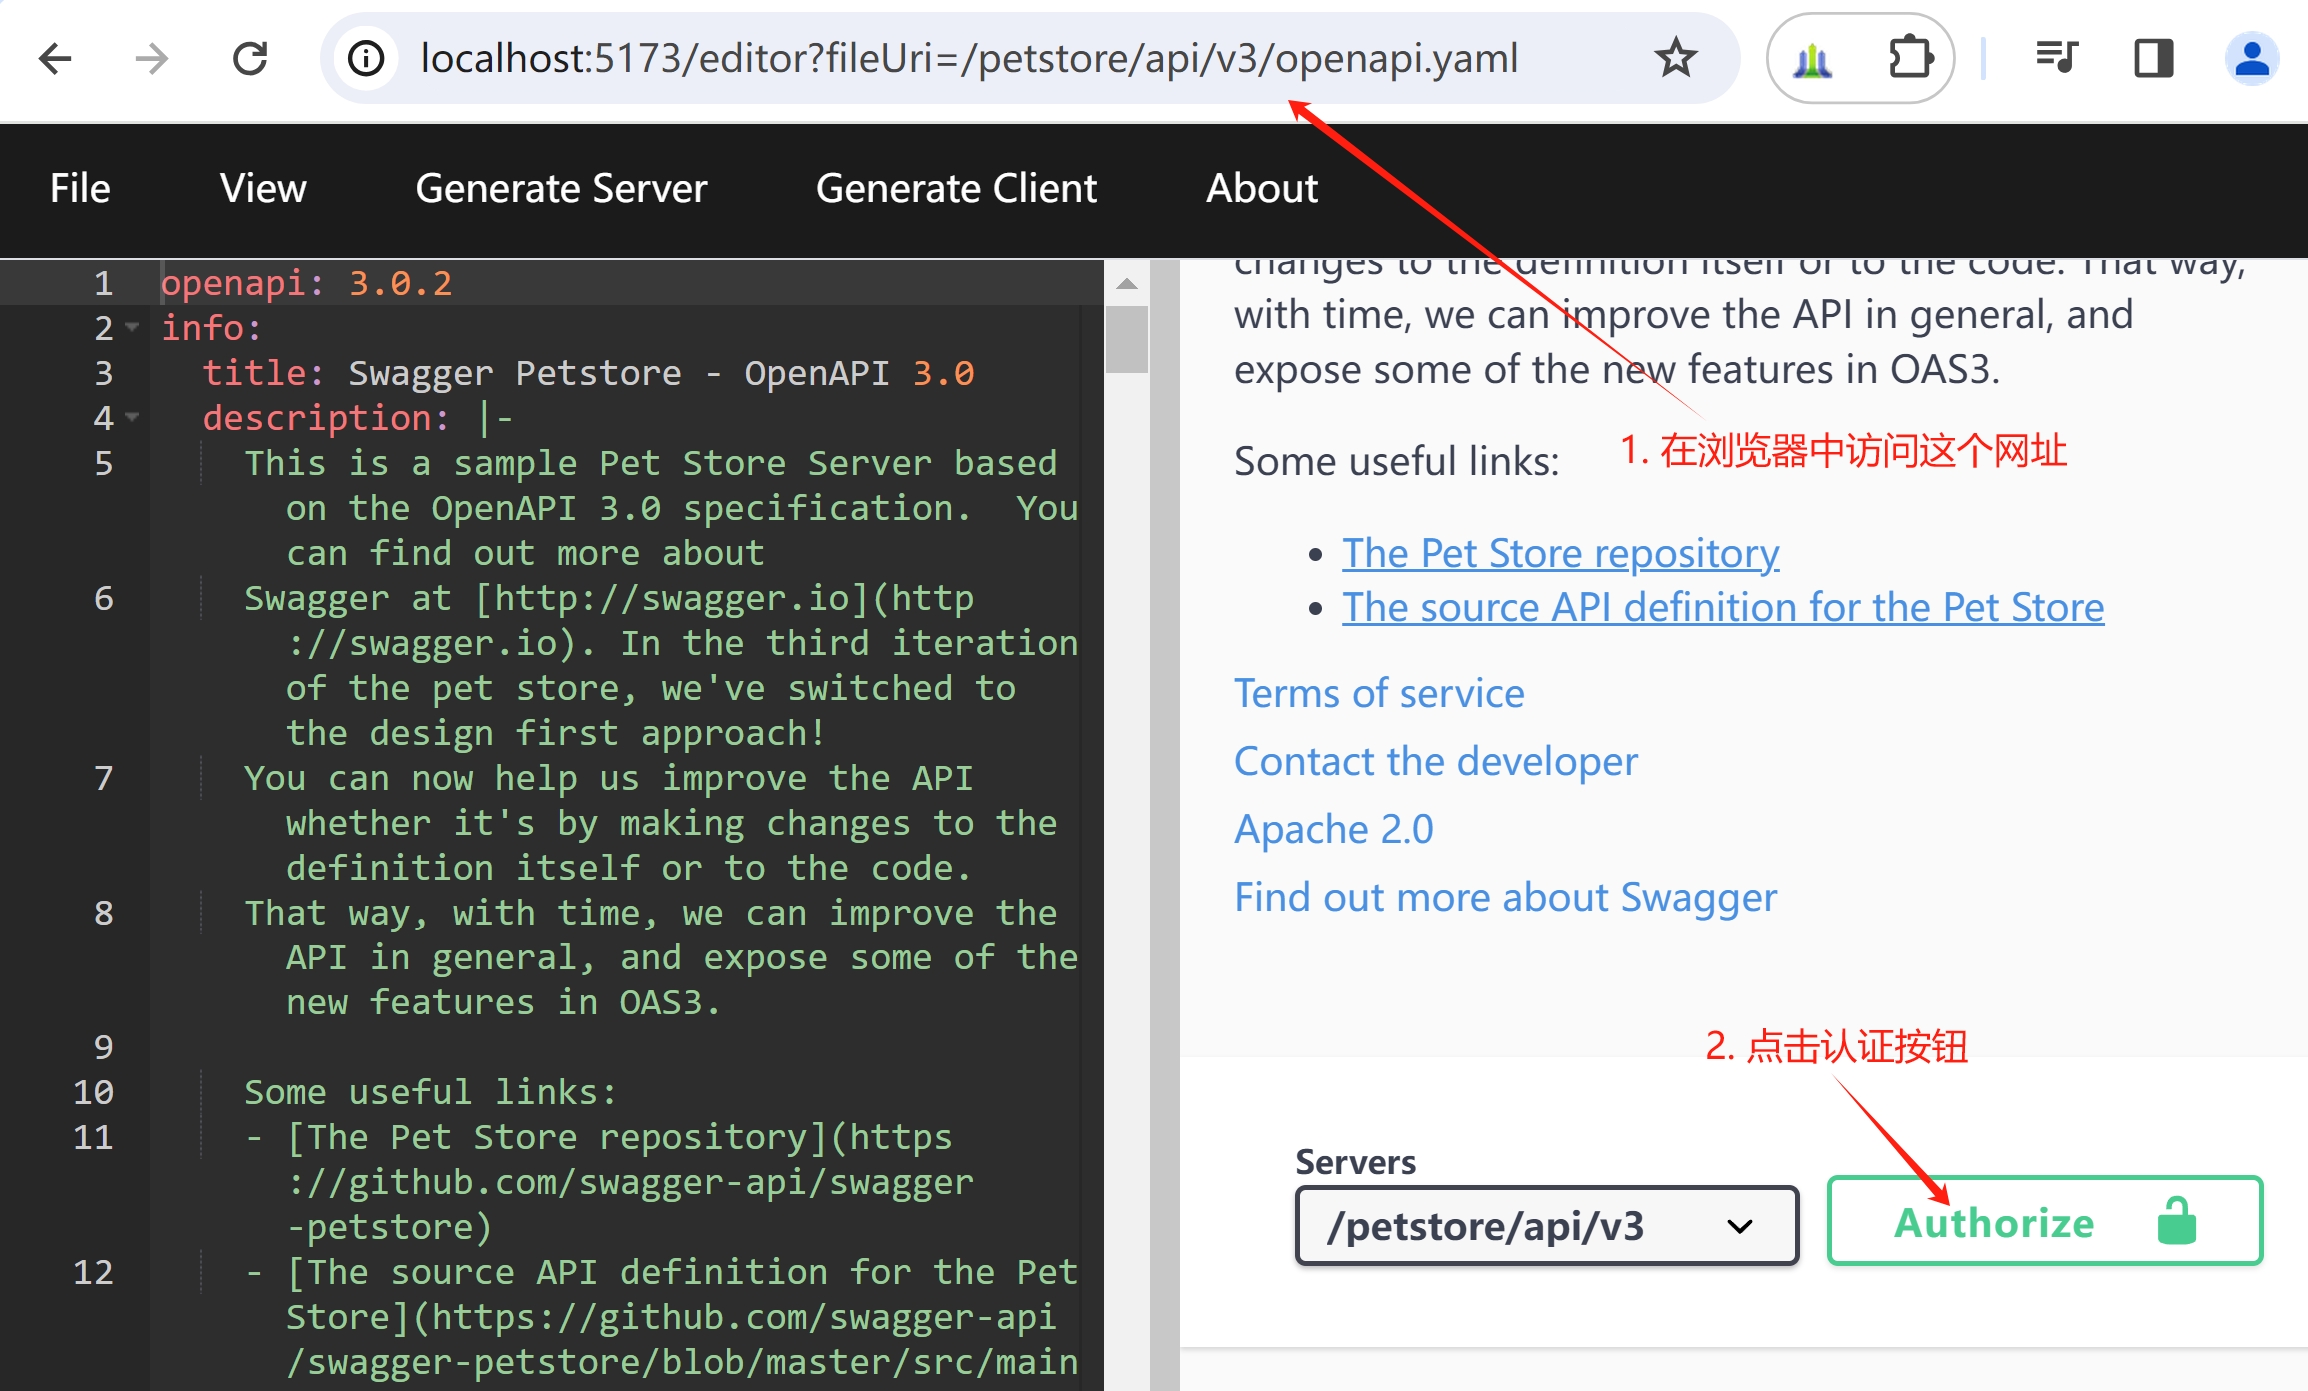 localhost:5173/editor?fileUri=/petstore/api/v3/openapi.yaml
File View Generate Server Generate Client About
1 openapi: 3.0.2
2 info:
3 title: Swagger Petstore - OpenAPI 3.0
4 description: |-
5 This is a sample Pet Store Server based
on the OpenAPI 3.0 specification.  You
can find out more about
6 Swagger at [http://swagger.io](http
://swagger.io). In the third iteration
of the pet store, we've switched to
the design first approach!
7 You can now help us improve the API
whether it's by making changes to the
definition itself or to the code.
8 That way, with time, we can improve the
API in general, and expose some of the
new features in OAS3.
9
10 Some useful links:
11 - [The Pet Store repository](https
://github.com/swagger-api/swagger
-petstore)
12 - [The source API definition for the Pet
Store](https://github.com/swagger-api
/swagger-petstore/blob/master/src/main
changes to the definition itself or to the code. That way,
with time, we can improve the API in general, and
expose some of the new features in OAS3.
1. 在浏览器中访问这个网址
Some useful links:
• The Pet Store repository
• The source API definition for the Pet Store
Terms of service
Contact the developer
Apache 2.0
Find out more about Swagger
2. 点击认证按钮
Servers
/petstore/api/v3
Authorize